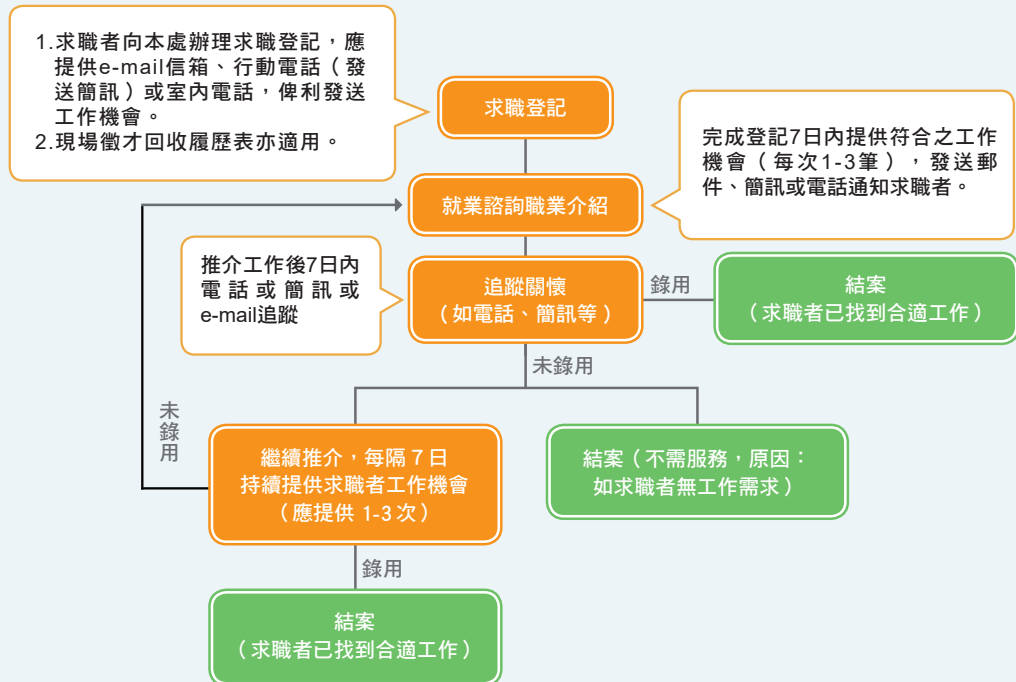 1.求職者向本處辦理求職登記，應
提供e-mail信箱、行動電話（發
送簡訊）或室內電話，俾利發送
工作機會。
2.現場徵才回收履歷表亦適用。
求職登記
完成登記7日內提供符合之工作
機會（每次1-3筆），發送郵
件、簡訊或電話通知求職者。
就業諮詢職業介紹
推介工作後7日內
電話或簡訊或
e-mail追蹤
追蹤關懷
（如電話、簡訊等）
錄用
結案
（求職者已找到合適工作）
未錄用
未錄用
繼續推介，每隔７日
持續提供求職者工作機會
（應提供 1-3 次）
結案（不需服務，原因：
如求職者無工作需求）
錄用
結案
（求職者已找到合適工作）